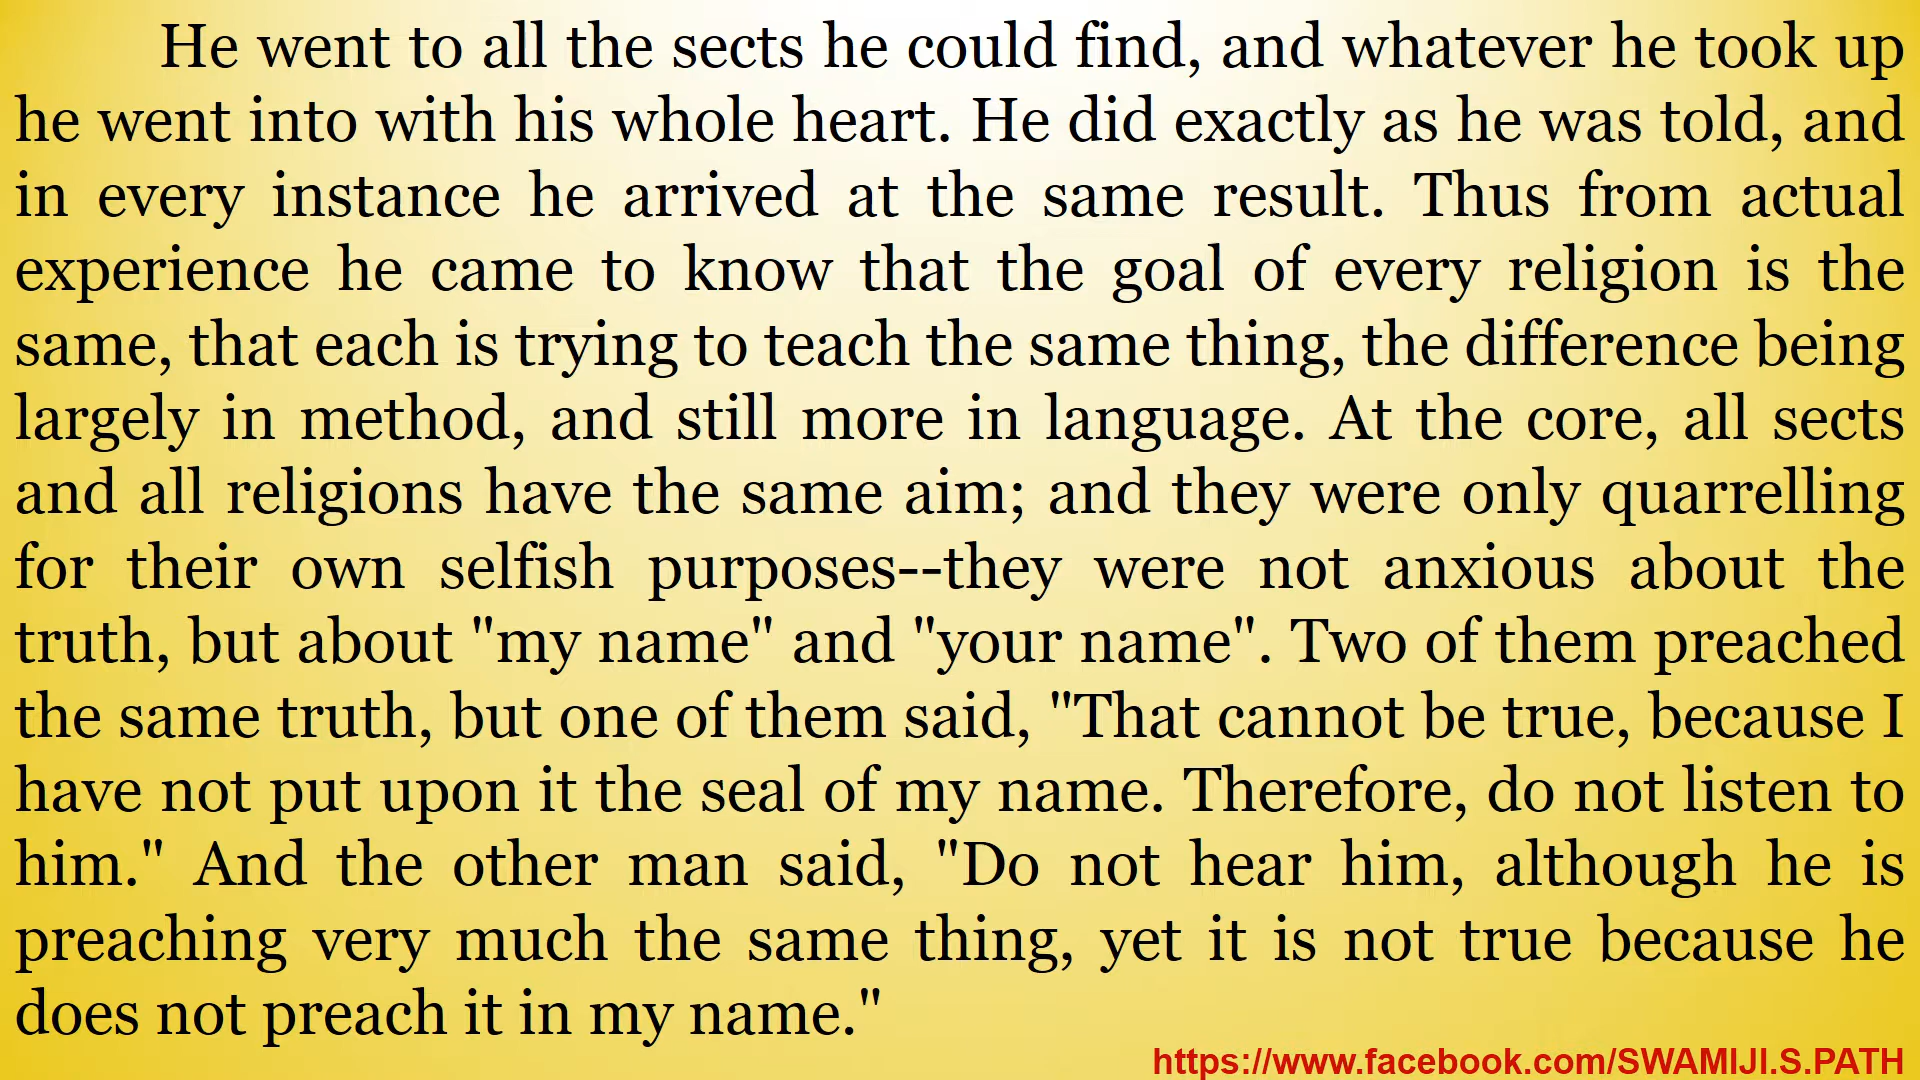 He went to all the sects he could find, and whatever he took up
he went into with his whole heart. He did exactly as he was told, and
in every instance he arrived at the same result. Thus from actual
experience he came to know that the goal of every religion is the
same, that each is trying to teach the same thing, the difference being
largely in method, and still more in language. At the core, all sects
and all religions have the same aim; and they were only quarrelling
for their own selfish purposes--they were not anxious about the
truth, but about "my name" and "your name". Two of them preached
the same truth, but one of them said, "That cannot be true, because I
have not put upon it the seal of my name. Therefore, do not listen to
him." And the other man said, "Do not hear him, although he is
preaching very much the same thing, yet it is not true because he
does not preach it in my name."
https://www.facebook.com/SWAMIJI.S.PATH